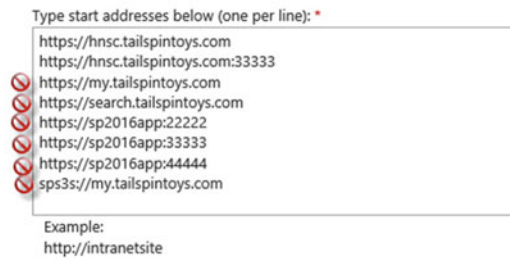 Type start addresses below (one per line): *
https://hnsc.tailspintoys.com
https://hnsc.tailspintoys.com:33333
https://my.tailspintoys.com
https://search.tailspintoys.com
https://sp2016app:22222
https://sp2016app:33333
https://sp2016app:44444
sps3s://my.tailspintoys.com
Example:
http://intranetsite